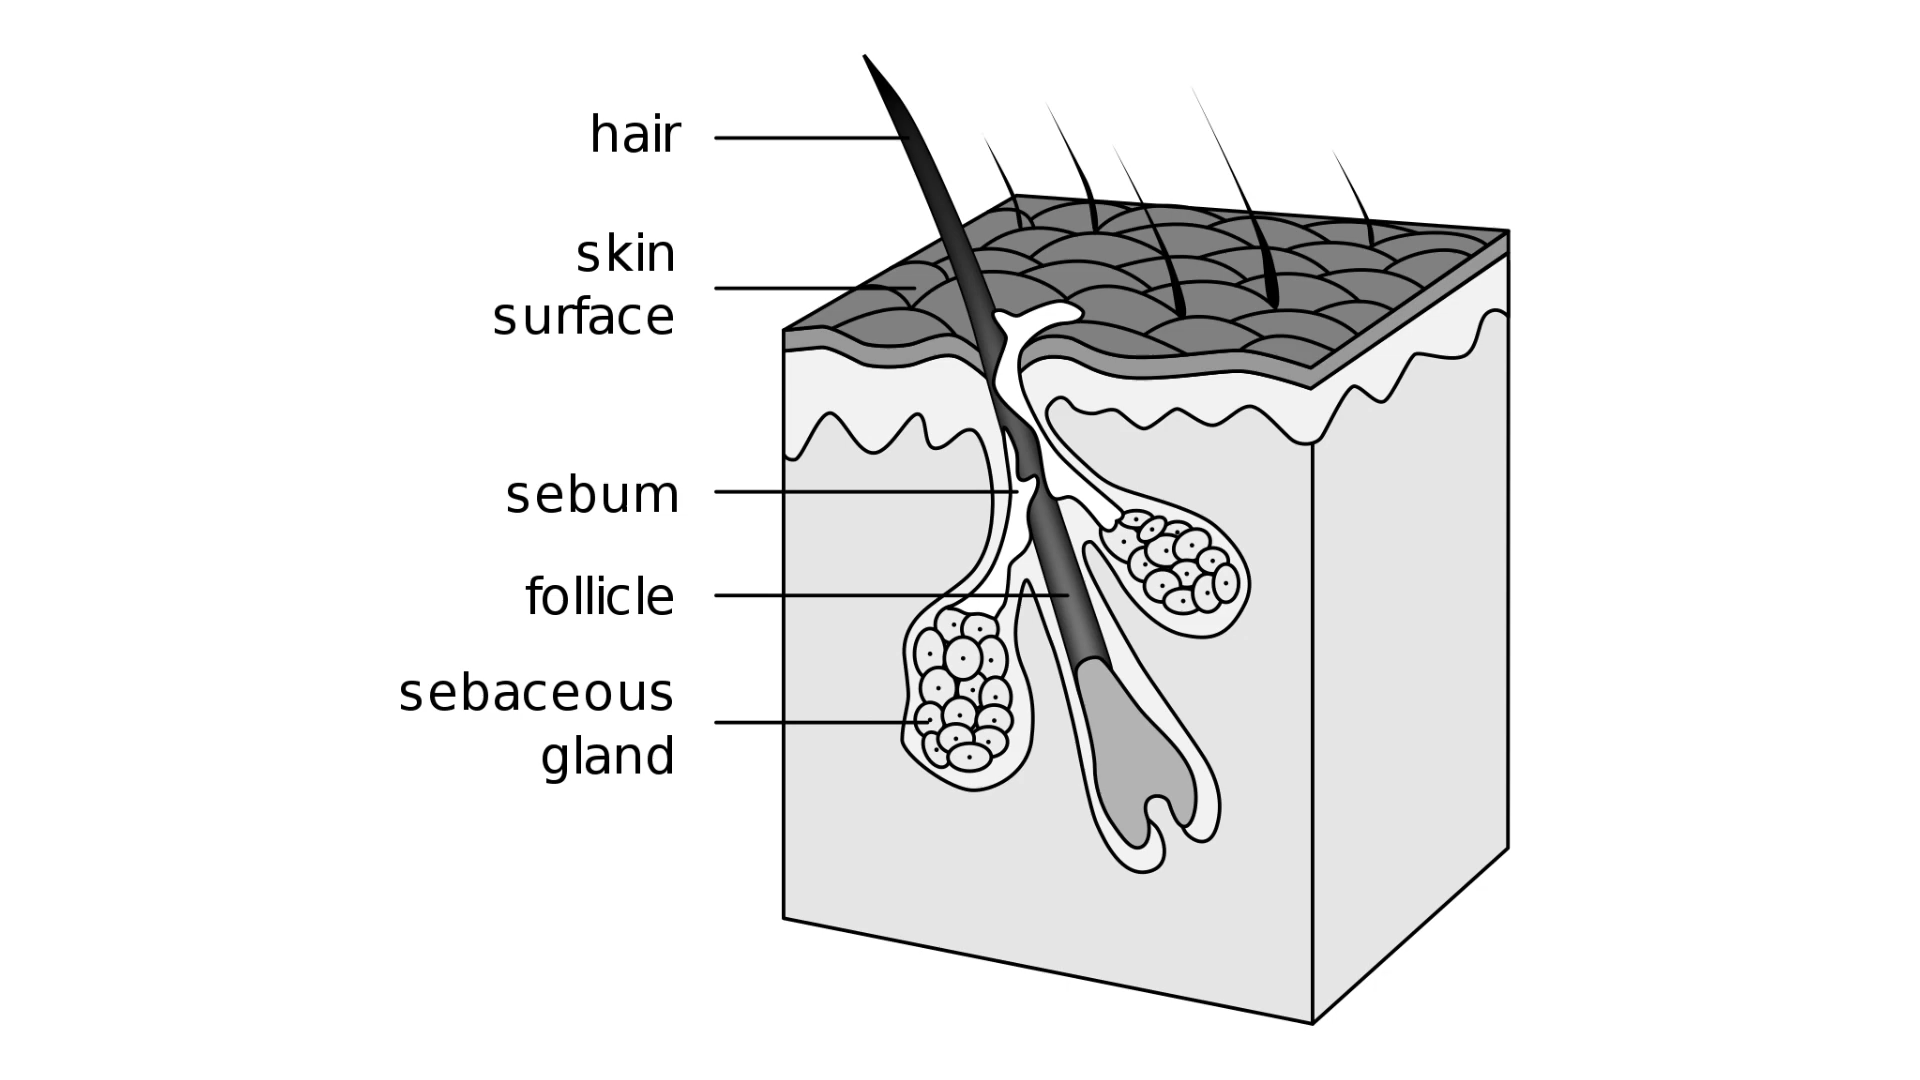 hair
skin
surface
sebum
follicle
sebaceous
gland